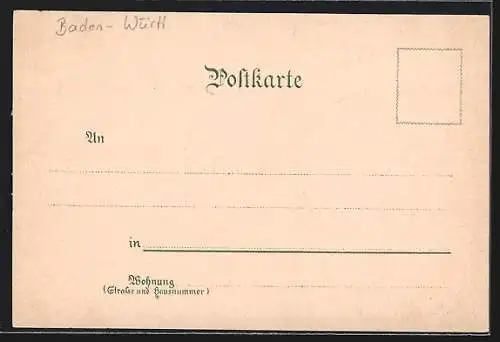 Baden-Württ
Postkarte
An
in
Wohnung
(Straße und Hausnummer)